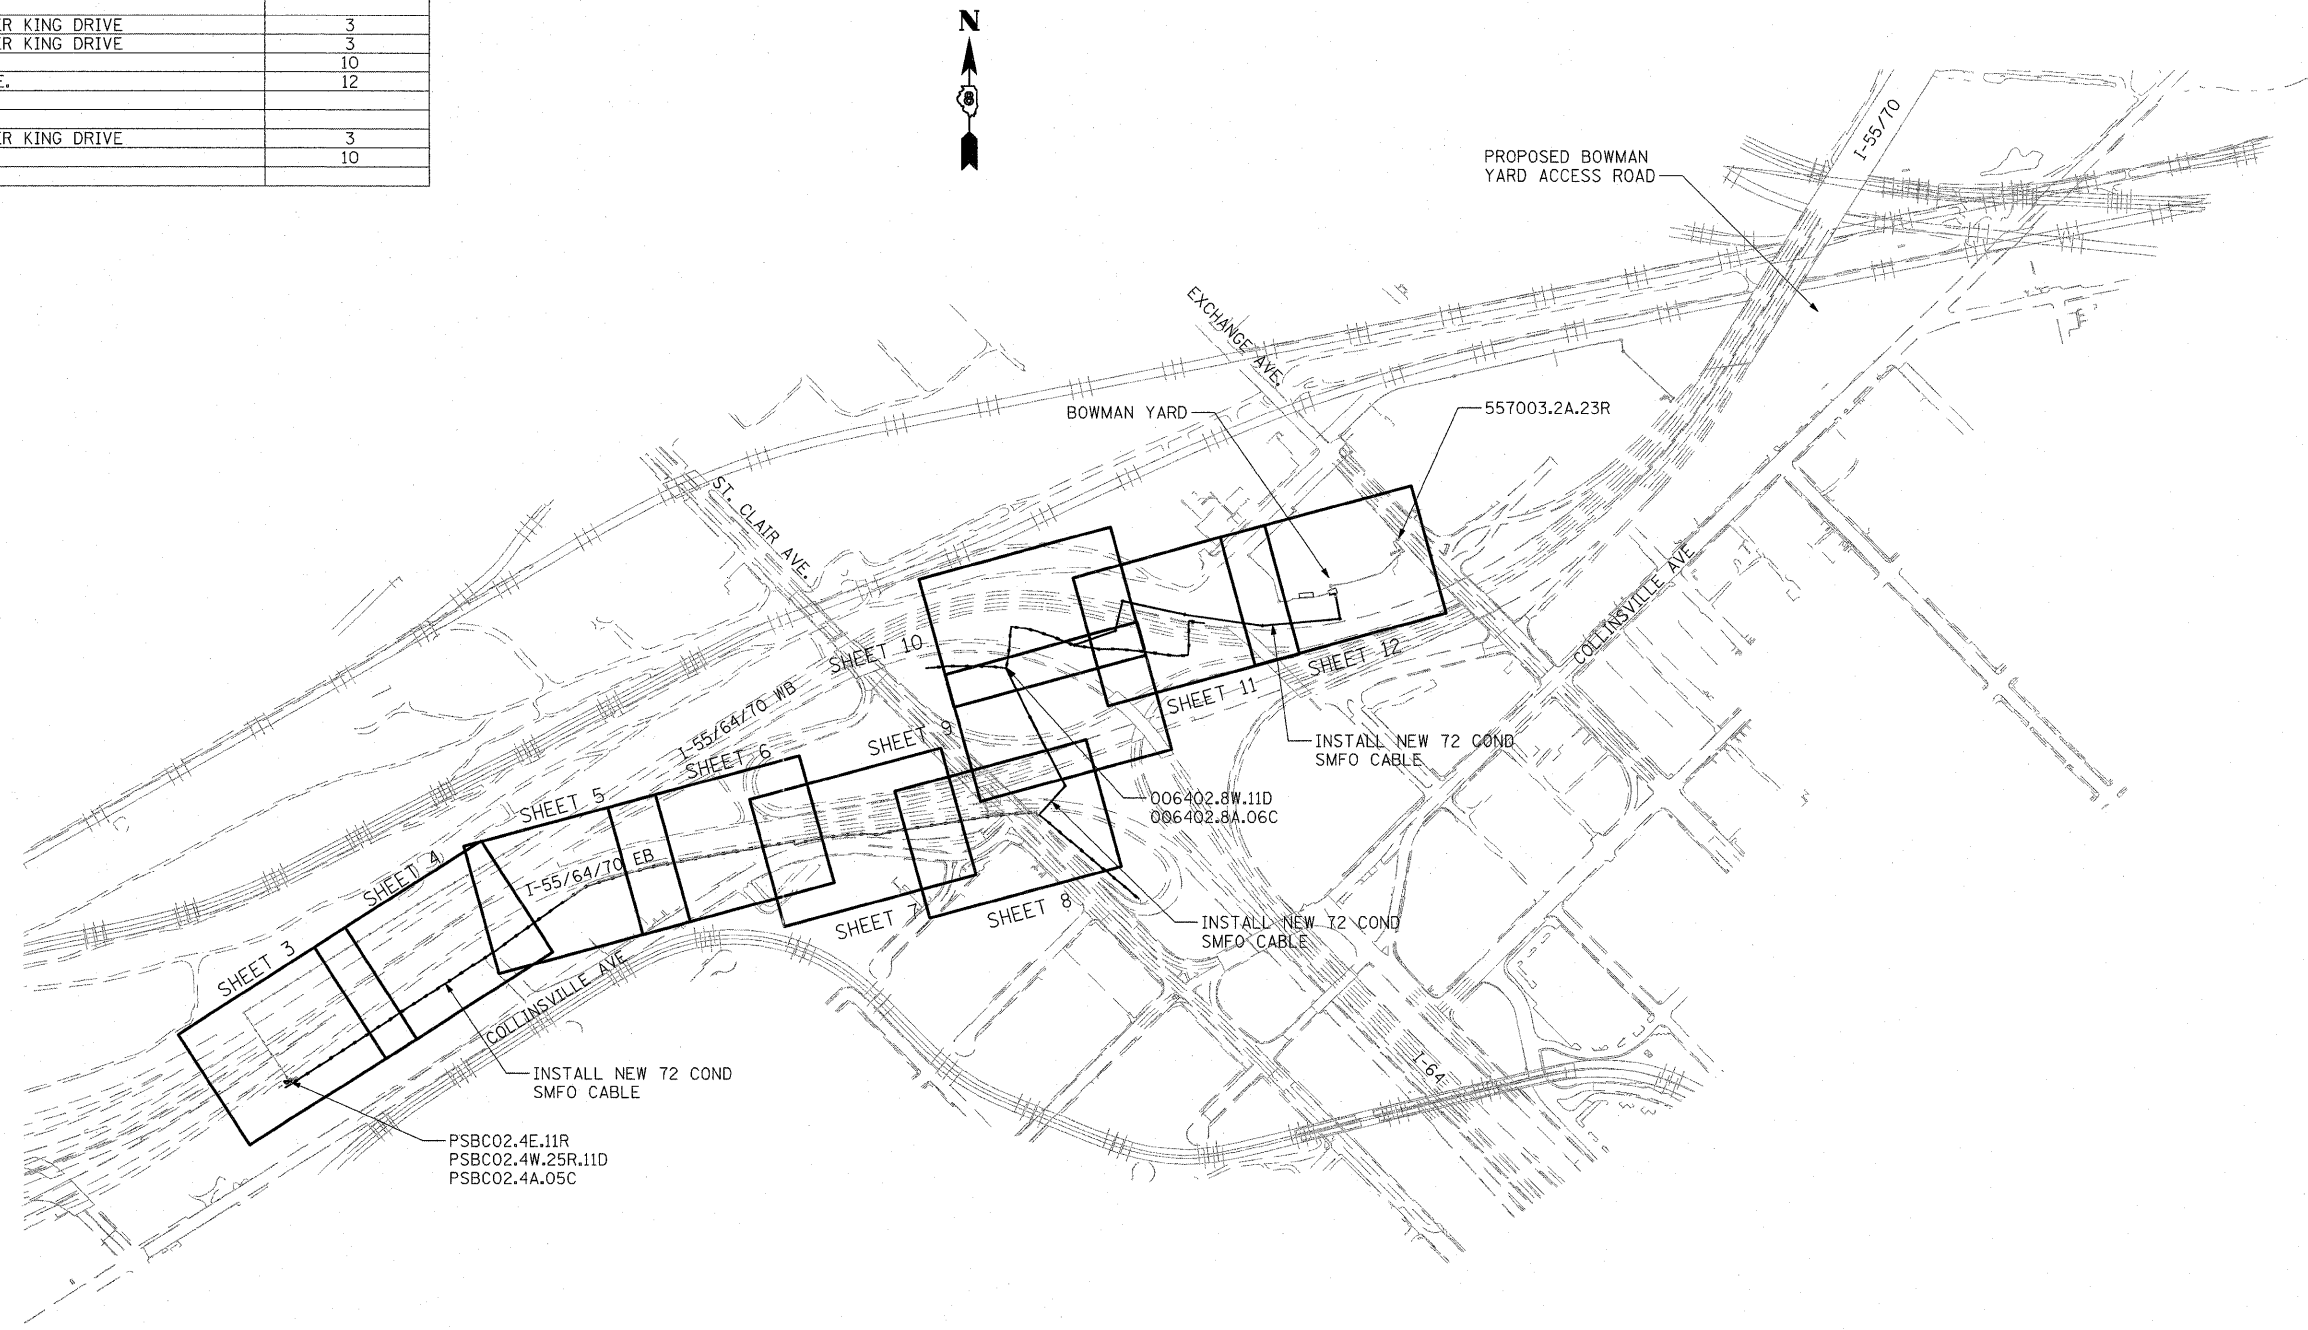 ER KING DRIVE 3
ER KING DRIVE 3
10
E. 12
ER KING DRIVE 3
10
N
8
I-55/70
PROPOSED BOWMAN
YARD ACCESS ROAD
EXCHANGE AVE.
BOWMAN YARD
557003.2A.23R
ST. CLAIR AVE.
COLLINSVILLE AVE
SHEET 10
SHEET 12
SHEET 11
I-55/64/70 WB
SHEET 9
SHEET 6
INSTALL NEW 72 COND
SMFO CABLE
SHEET 5
006402.8W.11D
006402.8A.06C
SHEET 4
I-55/64/70 EB
SHEET 7
SHEET 8
INSTALL NEW 72 COND
SMFO CABLE
SHEET 3
COLLINSVILLE AVE
INSTALL NEW 72 COND
SMFO CABLE
I-64
PSBC02.4E.11R
PSBC02.4W.25R.11D
PSBC02.4A.05C